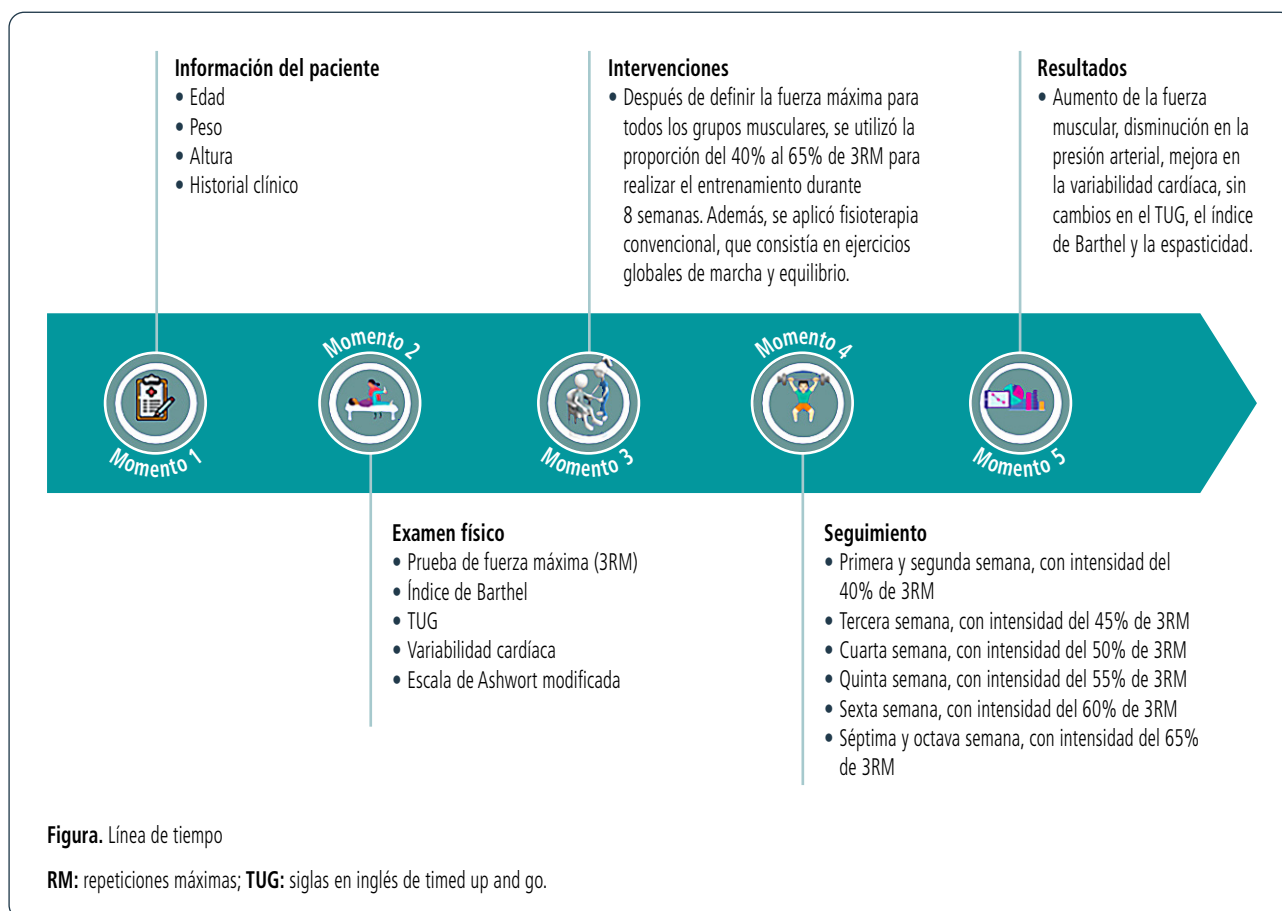 Información del paciente
• Edad
• Peso
• Altura
• Historial clínico
Intervenciones
• Después de definir la fuerza máxima para
todos los grupos musculares, se utilizó la
proporción del 40% al 65% de 3RM para
realizar el entrenamiento durante
8 semanas. Además, se aplicó fisioterapia
convencional, que consistía en ejercicios
globales de marcha y equilibrio.
Resultados
• Aumento de la fuerza
muscular, disminución en la
presión arterial, mejora en
la variabilidad cardíaca, sin
cambios en el TUG, el índice
de Barthel y la espasticidad.
Momento 1
Momento 2
Momento 3
Momento 4
Momento 5
Examen físico
• Prueba de fuerza máxima (3RM)
• Índice de Barthel
• TUG
• Variabilidad cardíaca
• Escala de Ashwort modificada
Seguimiento
• Primera y segunda semana, con intensidad del
40% de 3RM
• Tercera semana, con intensidad del 45% de 3RM
• Cuarta semana, con intensidad del 50% de 3RM
• Quinta semana, con intensidad del 55% de 3RM
• Sexta semana, con intensidad del 60% de 3RM
• Séptima y octava semana, con intensidad del 65%
de 3RM
Figura. Línea de tiempo
RM: repeticiones máximas; TUG: siglas en inglés de timed up and go.